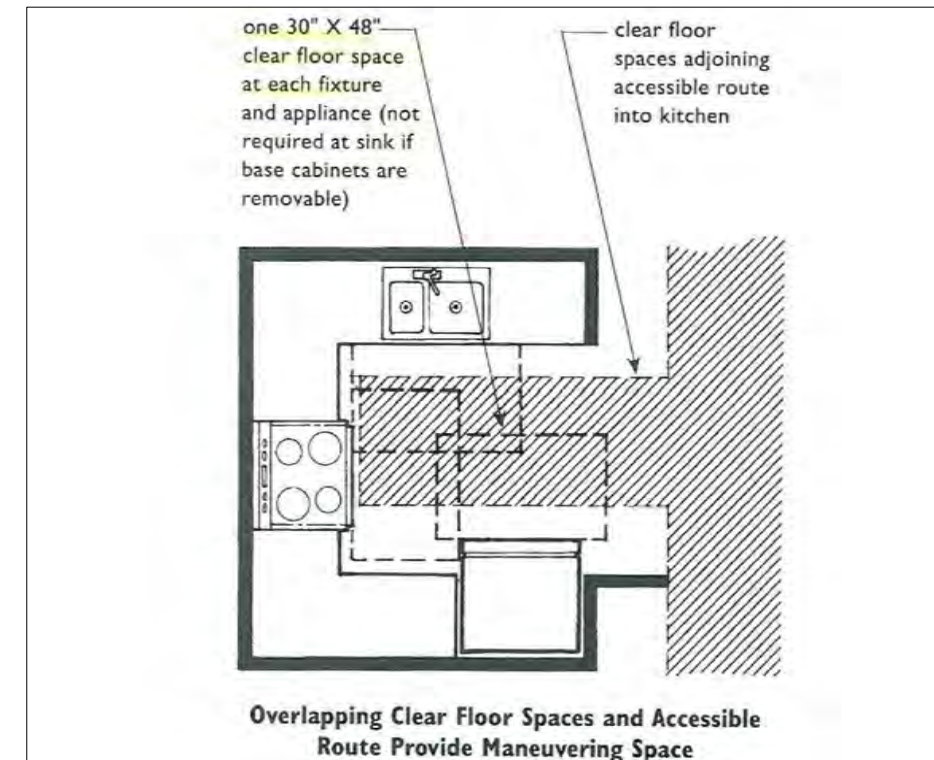 one 30" X 48"
clear floor space
at each fixture
and appliance (not
required at sink if
base cabinets are
removable)
clear floor
spaces adjoining
accessible route
into kitchen
Overlapping Clear Floor Spaces and Accessible
Route Provide Maneuvering Space